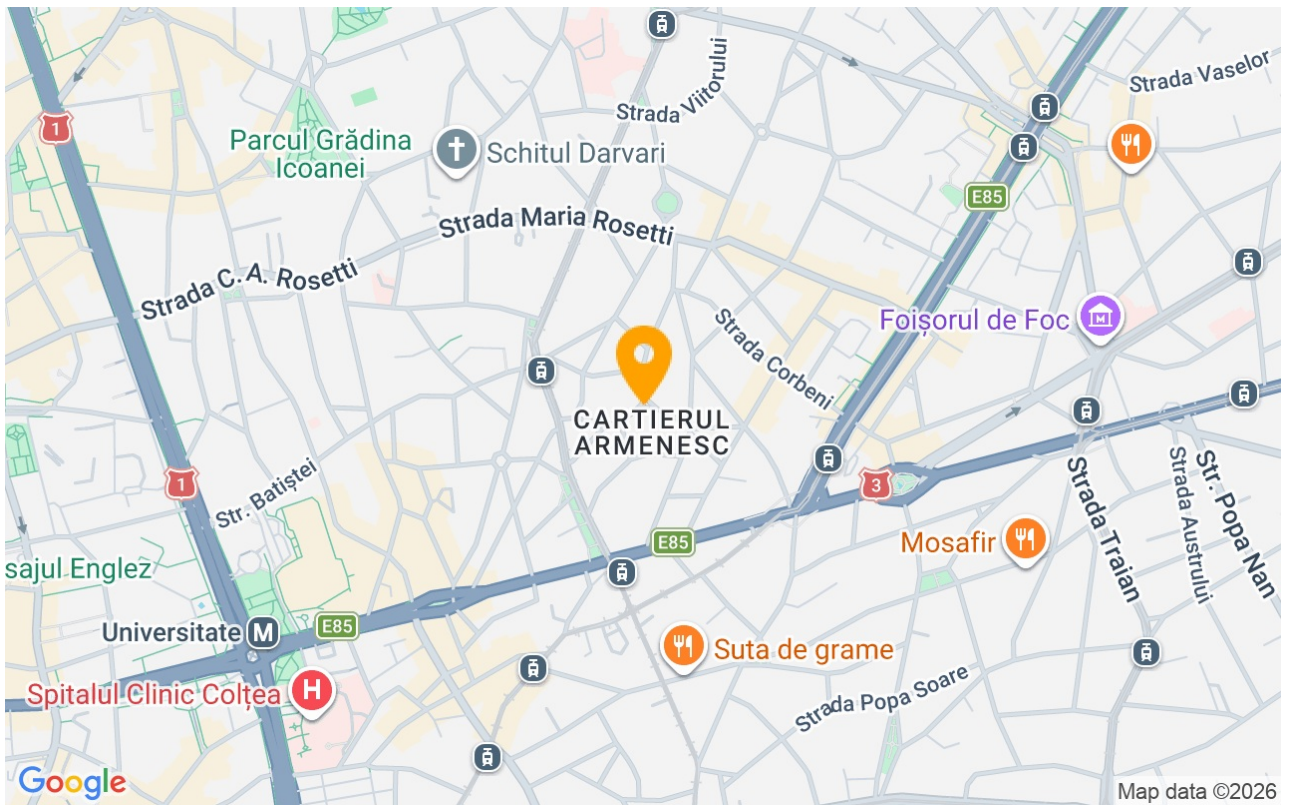 Strada Viitorului
Strada Vaselor
1
Parcul Grădina
Icoanei
Schitul Darvari
E85
Strada Maria Rosetti
Strada C. A. Rosetti
Foișorul de Foc
M
Strada Corbeni
CARTIERUL
ARMENESC
1
Str. Batiștei
3
Strada Traian
Strada Austrului
Str. Popa Nan
E85
Mosafir
sajul Englez
Universitate M
E85
Suta de grame
Spitalul Clinic Colțea H
Strada Popa Soare
Google
Map data ©2026